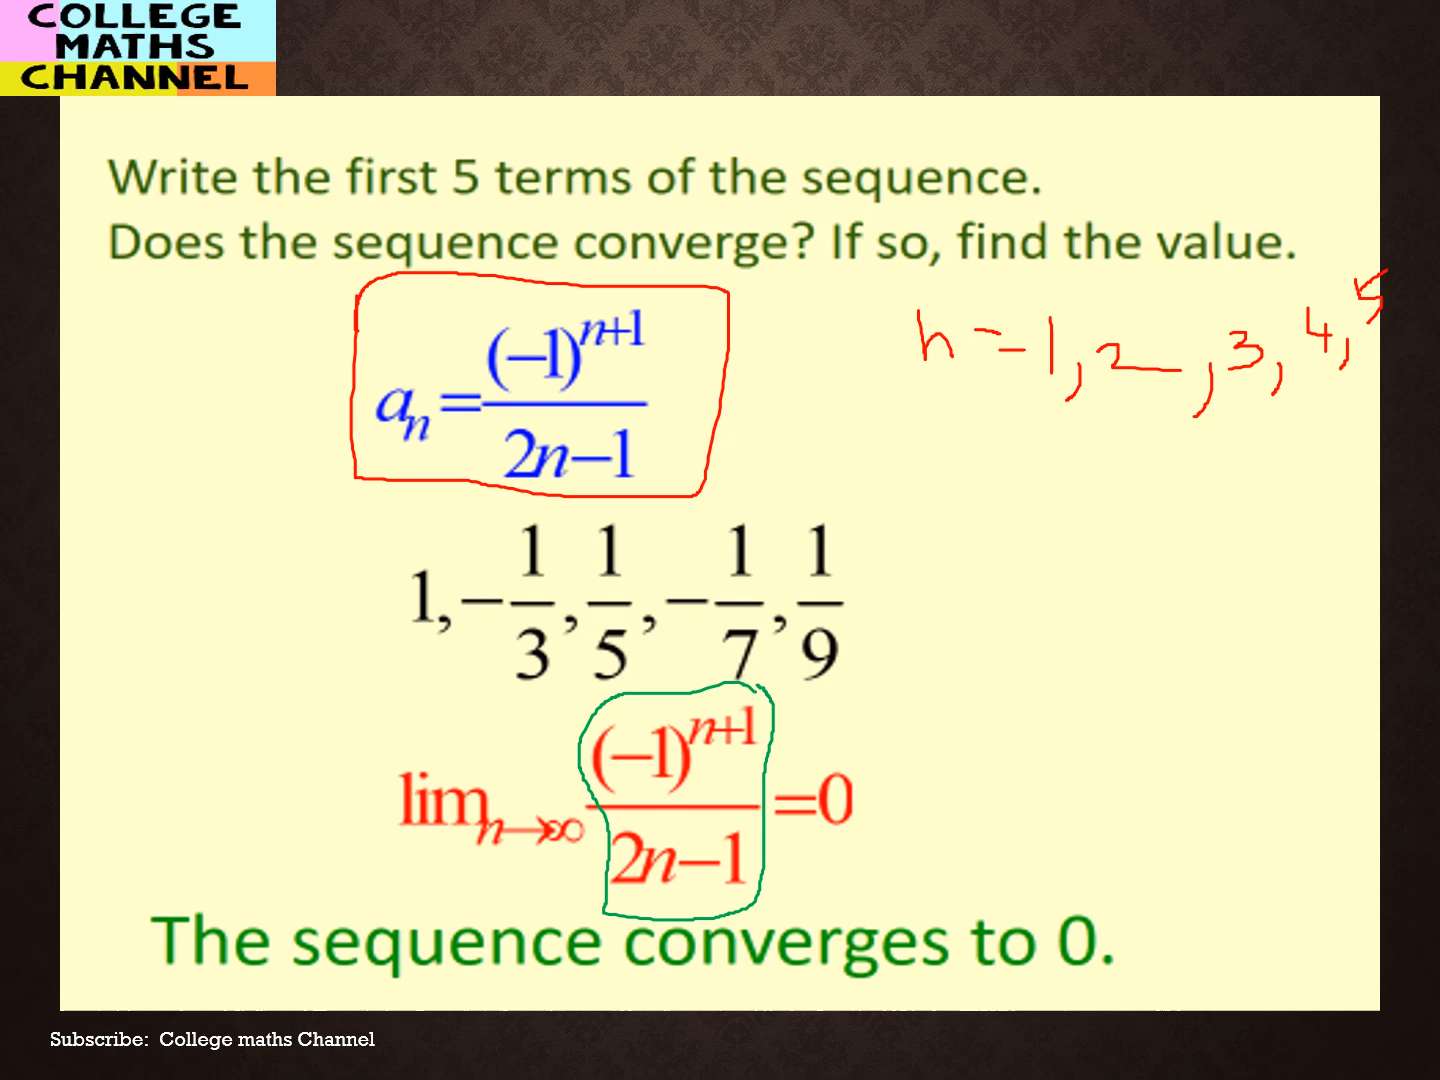 COLLEGE
MATHS
CHANNEL
Write the first 5 terms of the sequence.
Does the sequence converge? If so, find the value.
n = 1, 2, 3, 4, 5
aₙ = (−1)ⁿ⁺¹ / 2n−1
1, −1/3, 1/5, −1/7, 1/9
lim n→∞ (−1)ⁿ⁺¹ / 2n−1 = 0
The sequence converges to 0.
Subscribe: College maths Channel